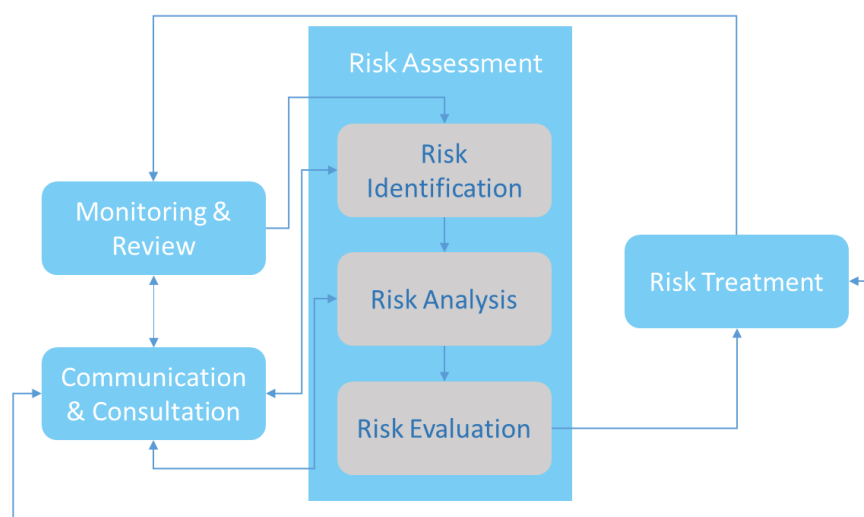 Risk Assessment
Risk
Identification
Monitoring &
Review
Risk Analysis
Risk Treatment
Communication
& Consultation
Risk Evaluation